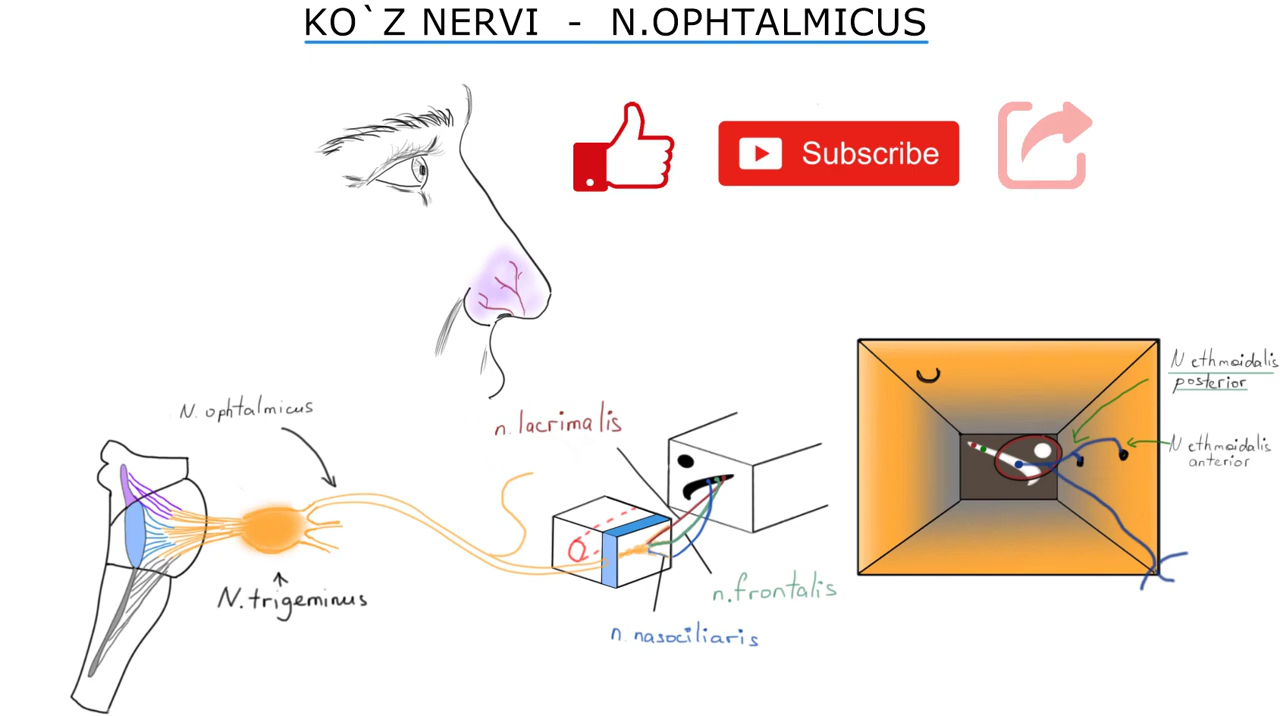 KO`Z NERVI - N.OPHTALMICUS
Subscribe
N. ophtalmicus
n. lacrimalis
N ethmoidalis
posterior
N ethmoidalis
anterior
N. trigeminus
n. frontalis
n. nasociliaris